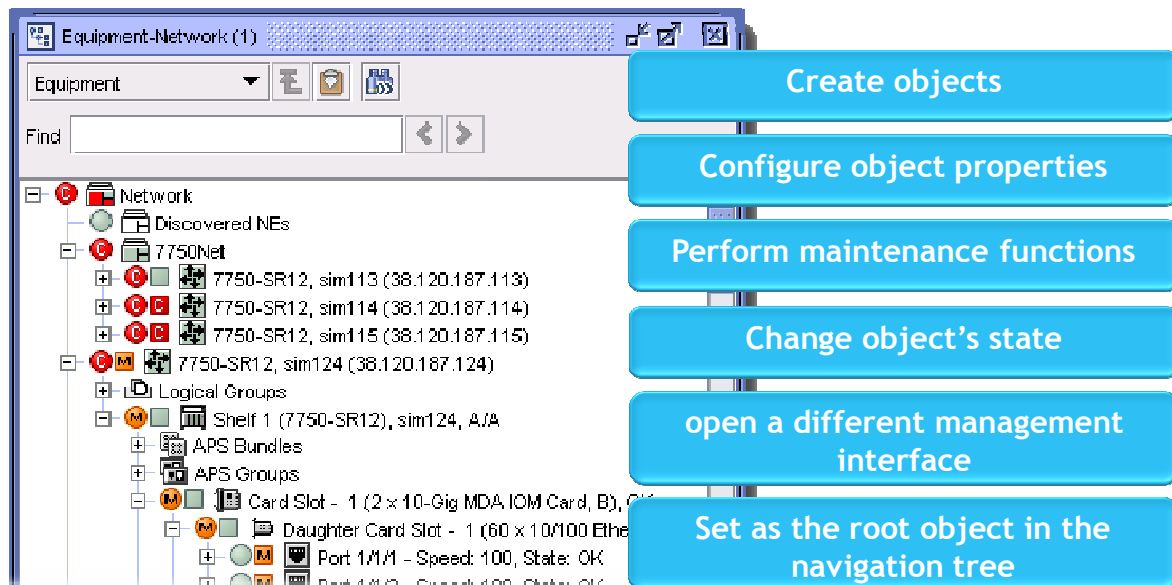 Equipment-Network (1)
Equipment
Find
Network
Discovered NEs
7750Net
7750-SR12, sim113 (38.120.187.113)
7750-SR12, sim114 (38.120.187.114)
7750-SR12, sim115 (38.120.187.115)
7750-SR12, sim124 (38.120.187.124)
Logical Groups
Shelf 1 (7750-SR12), sim124, A/A
APS Bundles
APS Groups
Card Slot - 1 (2 x 10-Gig MDA IOM Card, B), OK
Daughter Card Slot - 1 (60 x 10/100 Ethe
Port 1/1/1 - Speed: 100, State: OK
Create objects
Configure object properties
Perform maintenance functions
Change object's state
open a different management
interface
Set as the root object in the
navigation tree